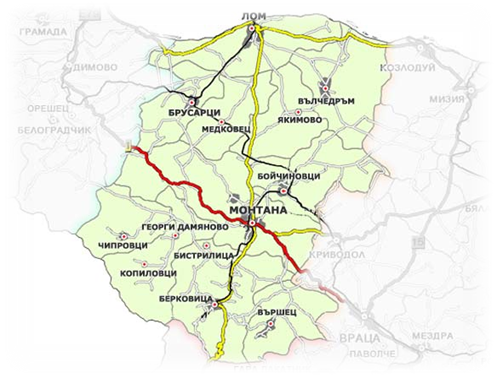 ЛОМ
ГРАМАДА
ДИМОВО
КОЗЛОДУЙ
ВЪЛЧЕДРЪМ
МИЗИЯ
ОРЕШЕЦ
БРУСАРЦИ
ЯКИМОВО
БЕЛОГРАДЧИК
МЕДКОВЕЦ
БОЙЧИНОВЦИ
МОНТАНА
ГЕОРГИ ДАМЯНОВО
ЧИПРОВЦИ
БИСТРИЛИЦА
КРИВОДОЛ
КОПИЛОВЦИ
БЕРКОВИЦА
ВЪРШЕЦ
ВРАЦА
МЕЗДРА
ПАВОЛЧЕ